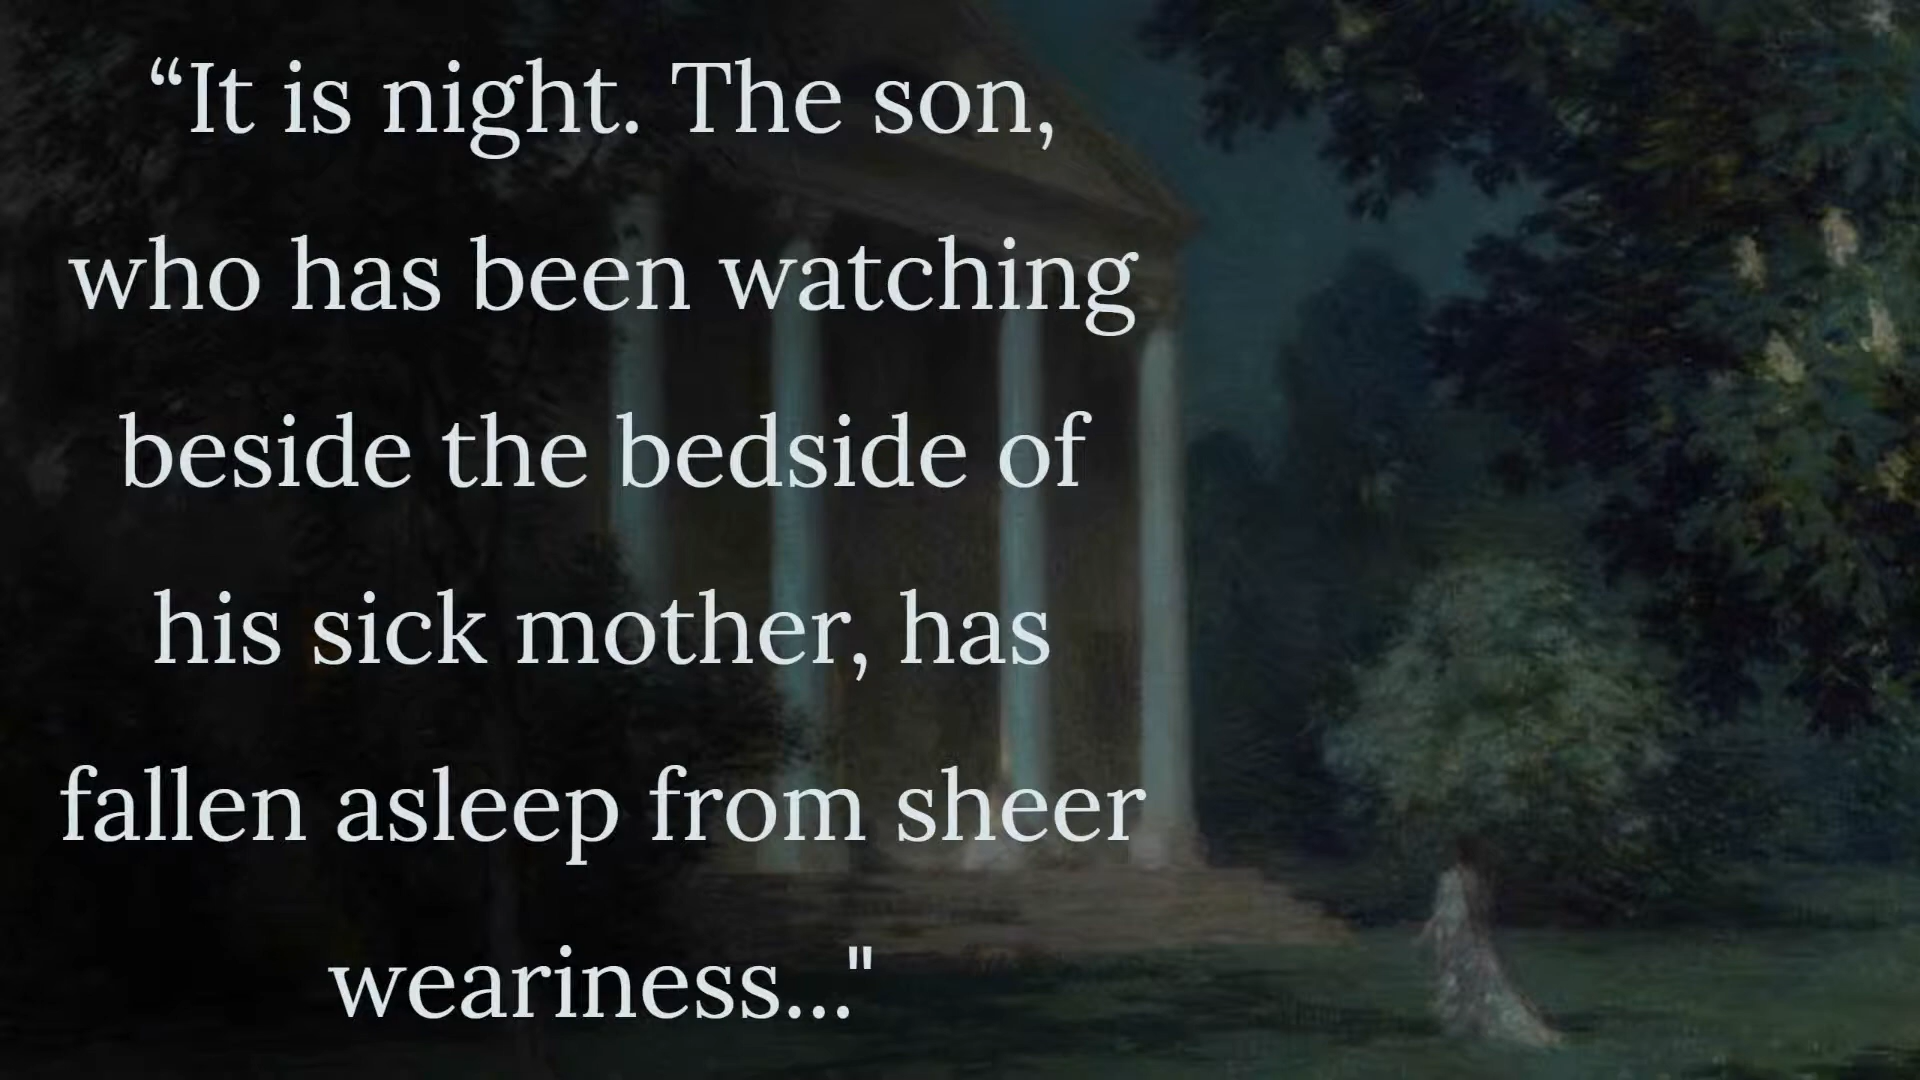 “It is night. The son,
who has been watching
beside the bedside of
his sick mother, has
fallen asleep from sheer
weariness..."